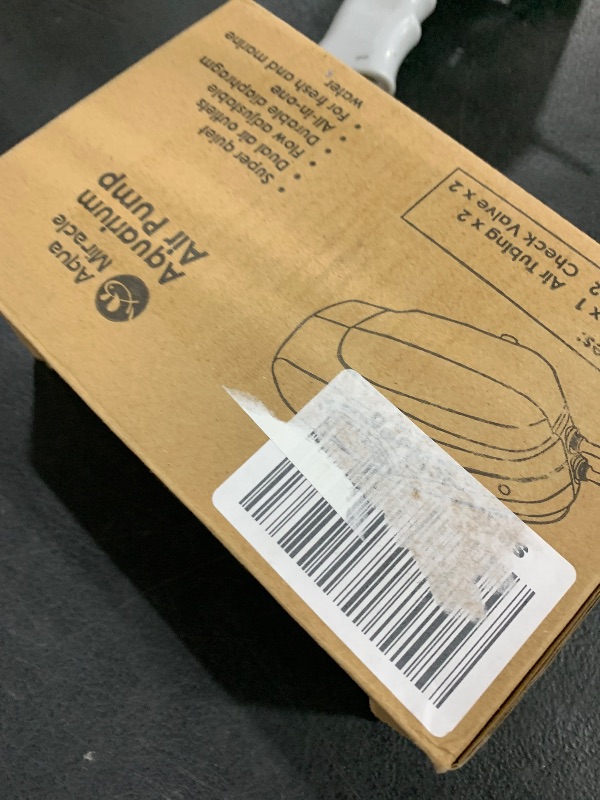 Aqua
Miracle
Aquarium
Air Pump
• Super quiet
• Dual air outlets
• Flow adjustable
• Durable diaphragm
• All-in-one
• For fresh and marine
water
es:
x 1 Air Tubing x 2
2 Check Valve x 2